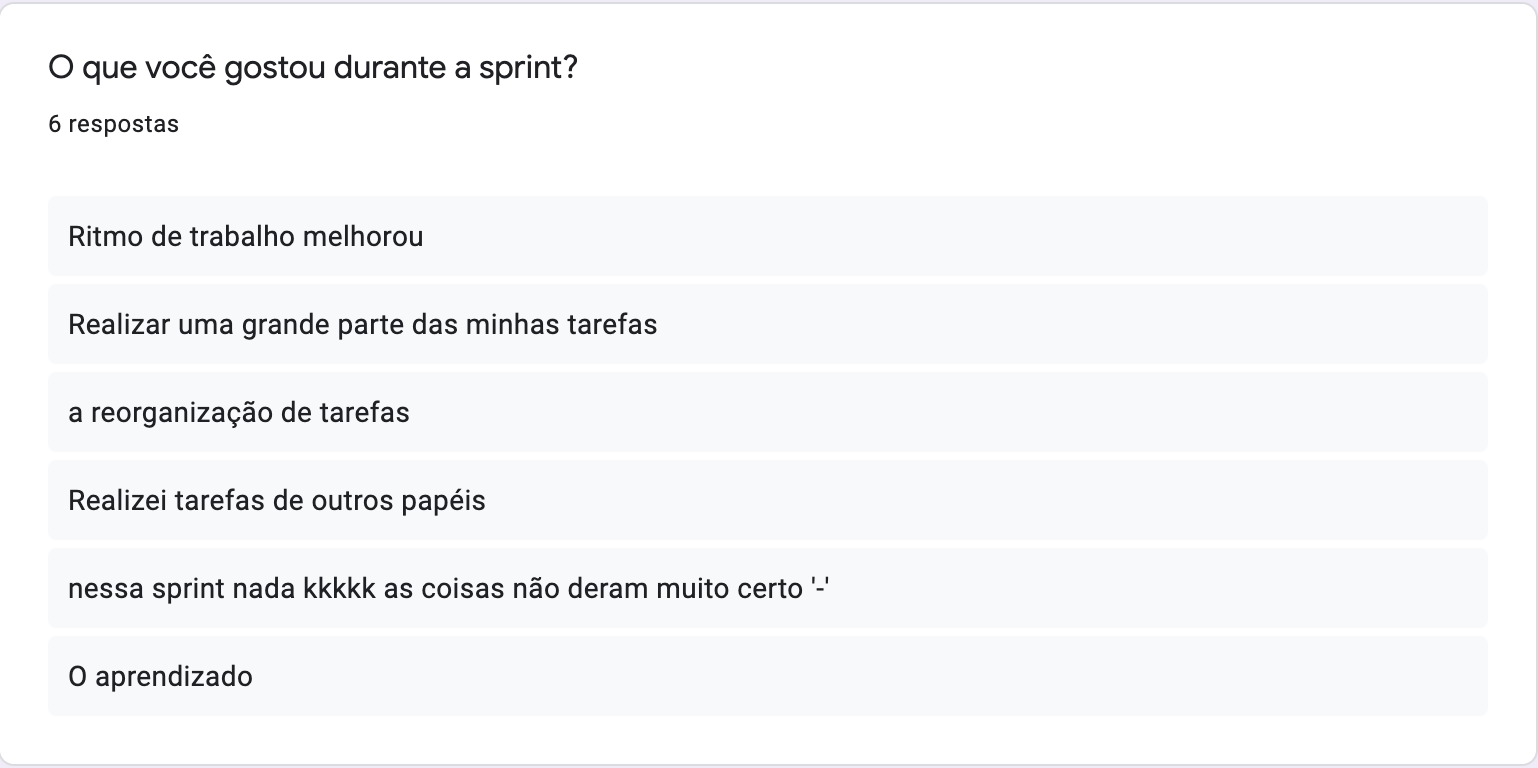 O que você gostou durante a sprint?
6 respostas
Ritmo de trabalho melhorou
Realizar uma grande parte das minhas tarefas
a reorganização de tarefas
Realizei tarefas de outros papéis
nessa sprint nada kkkkk as coisas não deram muito certo '-'
O aprendizado